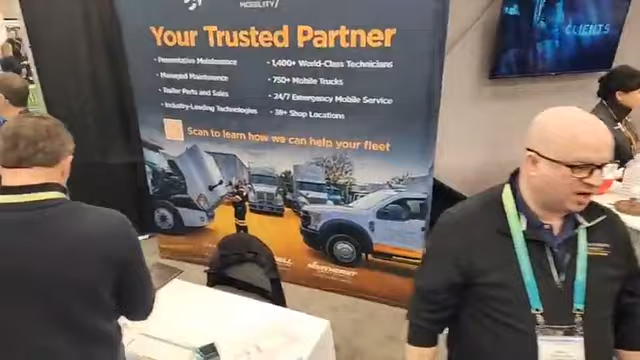 MOBILITY
Your Trusted Partner
• Preventative Maintenance
• Managed Maintenance
• Trailer Parts and Sales
• Industry-Leading Technologies
• 1,400+ World-Class Technicians
• 750+ Mobile Trucks
• 24/7 Emergency Mobile Service
• 38+ Shop Locations
Scan to learn how we can help your fleet
CLIENTS